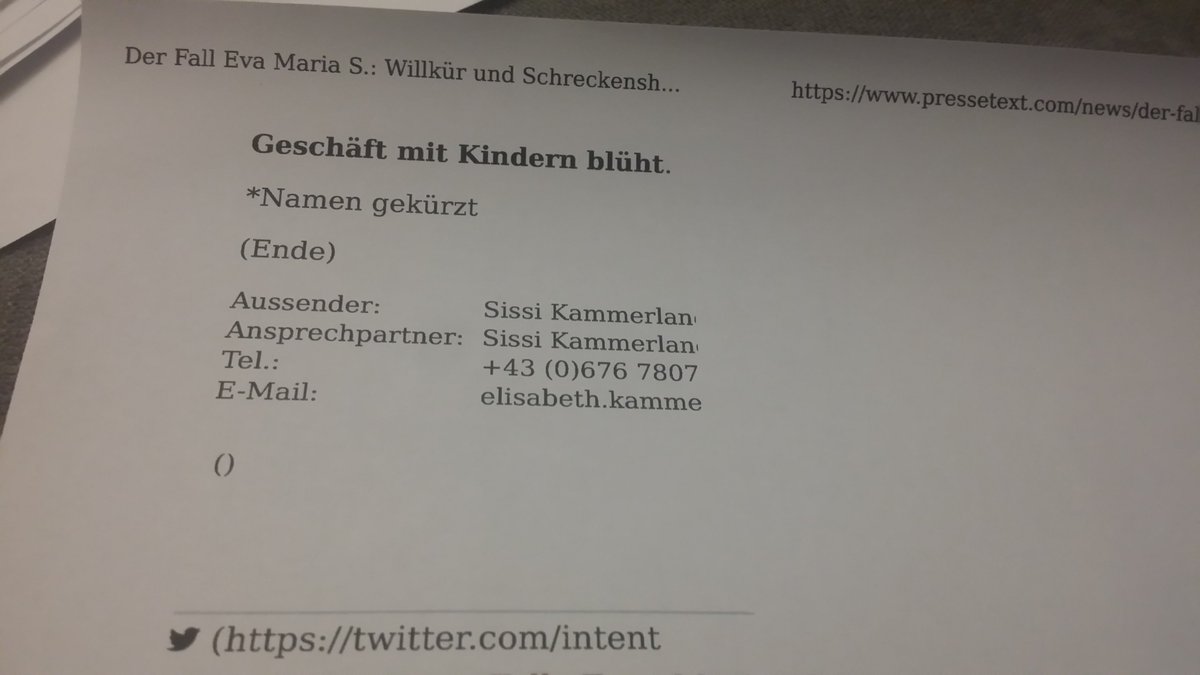 Der Fall Eva Maria S.: Willkür und Schreckensh...
https://www.pressetext.com/news/der-fal
Geschäft mit Kindern blüht.
*Namen gekürzt
(Ende)
Aussender: Sissi Kammerlan
Ansprechpartner: Sissi Kammerlan
Tel.: +43 (0)676 7807
E-Mail: elisabeth.kamme
()
(https://twitter.com/intent